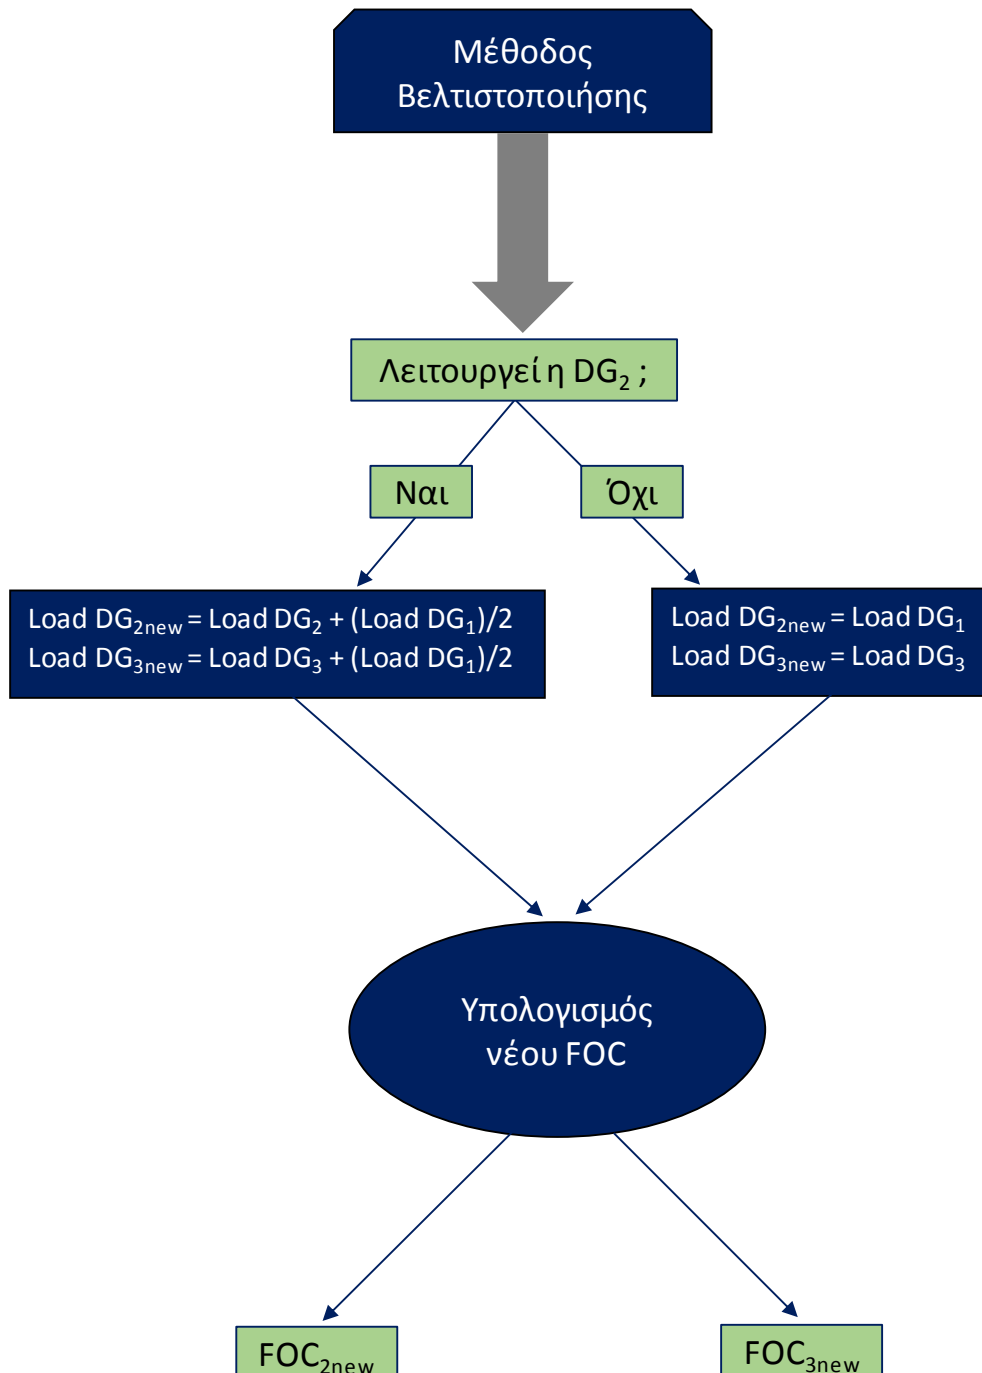 Μέθοδος
Βελτιστοποιήσης
Λειτουργεί η DG₂ ;
Ναι
Όχι
Load DG₂new = Load DG₂ + (Load DG₁)/2
Load DG₃new = Load DG₃ + (Load DG₁)/2
Load DG₂new = Load DG₁
Load DG₃new = Load DG₃
Υπολογισμός
νέου FOC
FOC₂new
FOC₃new